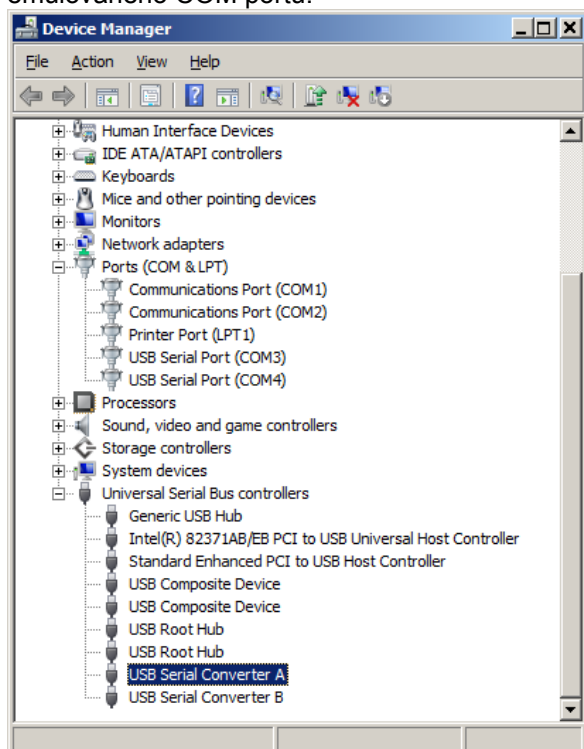 emulovaného COM portu.
Device Manager
File Action View Help
Human Interface Devices
IDE ATA/ATAPI controllers
Keyboards
Mice and other pointing devices
Monitors
Network adapters
Ports (COM & LPT)
Communications Port (COM1)
Communications Port (COM2)
Printer Port (LPT1)
USB Serial Port (COM3)
USB Serial Port (COM4)
Processors
Sound, video and game controllers
Storage controllers
System devices
Universal Serial Bus controllers
Generic USB Hub
Intel(R) 82371AB/EB PCI to USB Universal Host Controller
Standard Enhanced PCI to USB Host Controller
USB Composite Device
USB Composite Device
USB Root Hub
USB Root Hub
USB Serial Converter A
USB Serial Converter B